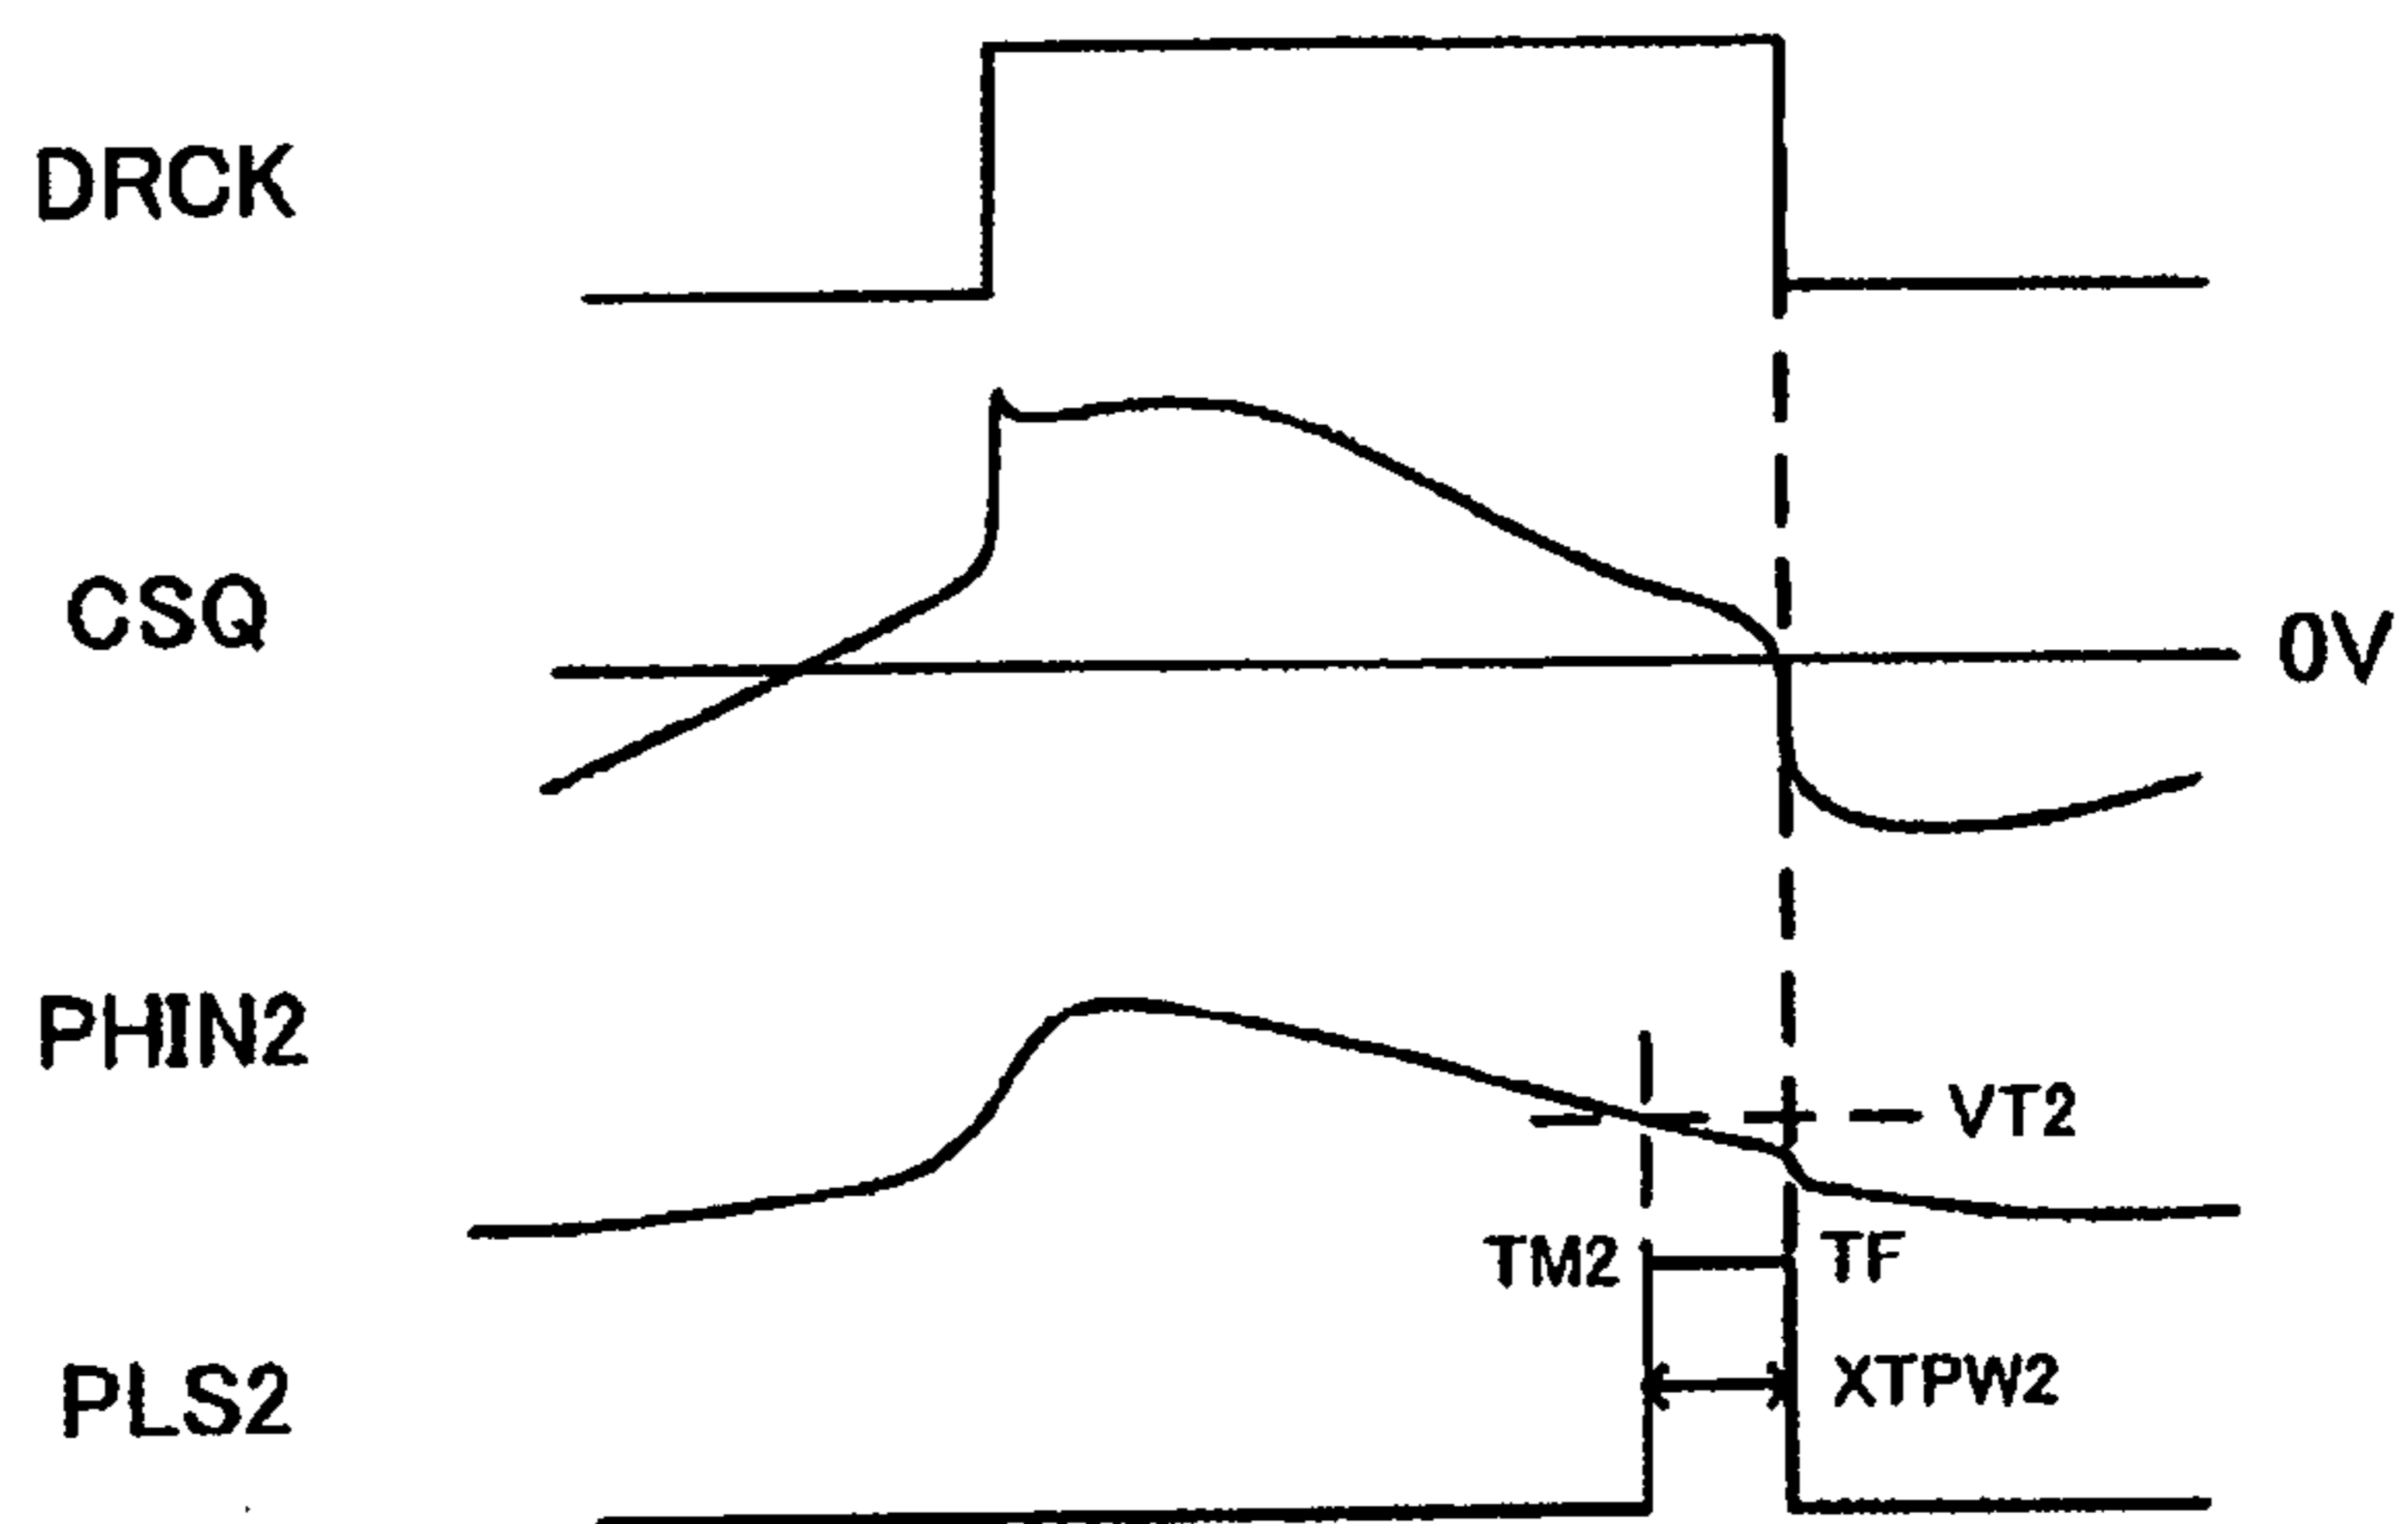 DRCK
CSQ
0V
PHIN2
VT2
TM2
TF
XTPW2
PLS2